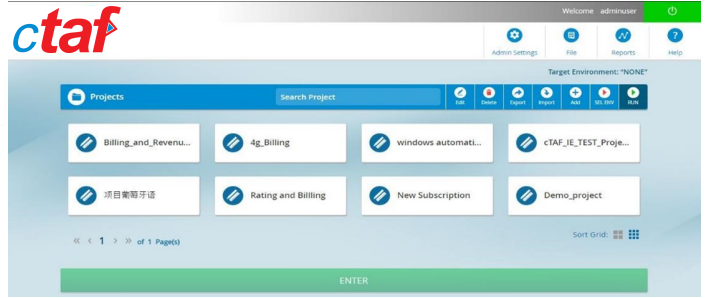 Welcome adminuser
ctaf
Admin Settings File Reports Help
Target Environment: "NONE"
Projects Search Project Edit Delete Export Import Add SEL ENV RUN
Billing_and_Revenu... 4g_Billing windows automati... cTAF_IE_TEST_Proje...
项目葡萄牙语 Rating and Billling New Subscription Demo_project
« < 1 > » of 1 Page(s) Sort Grid:
ENTER